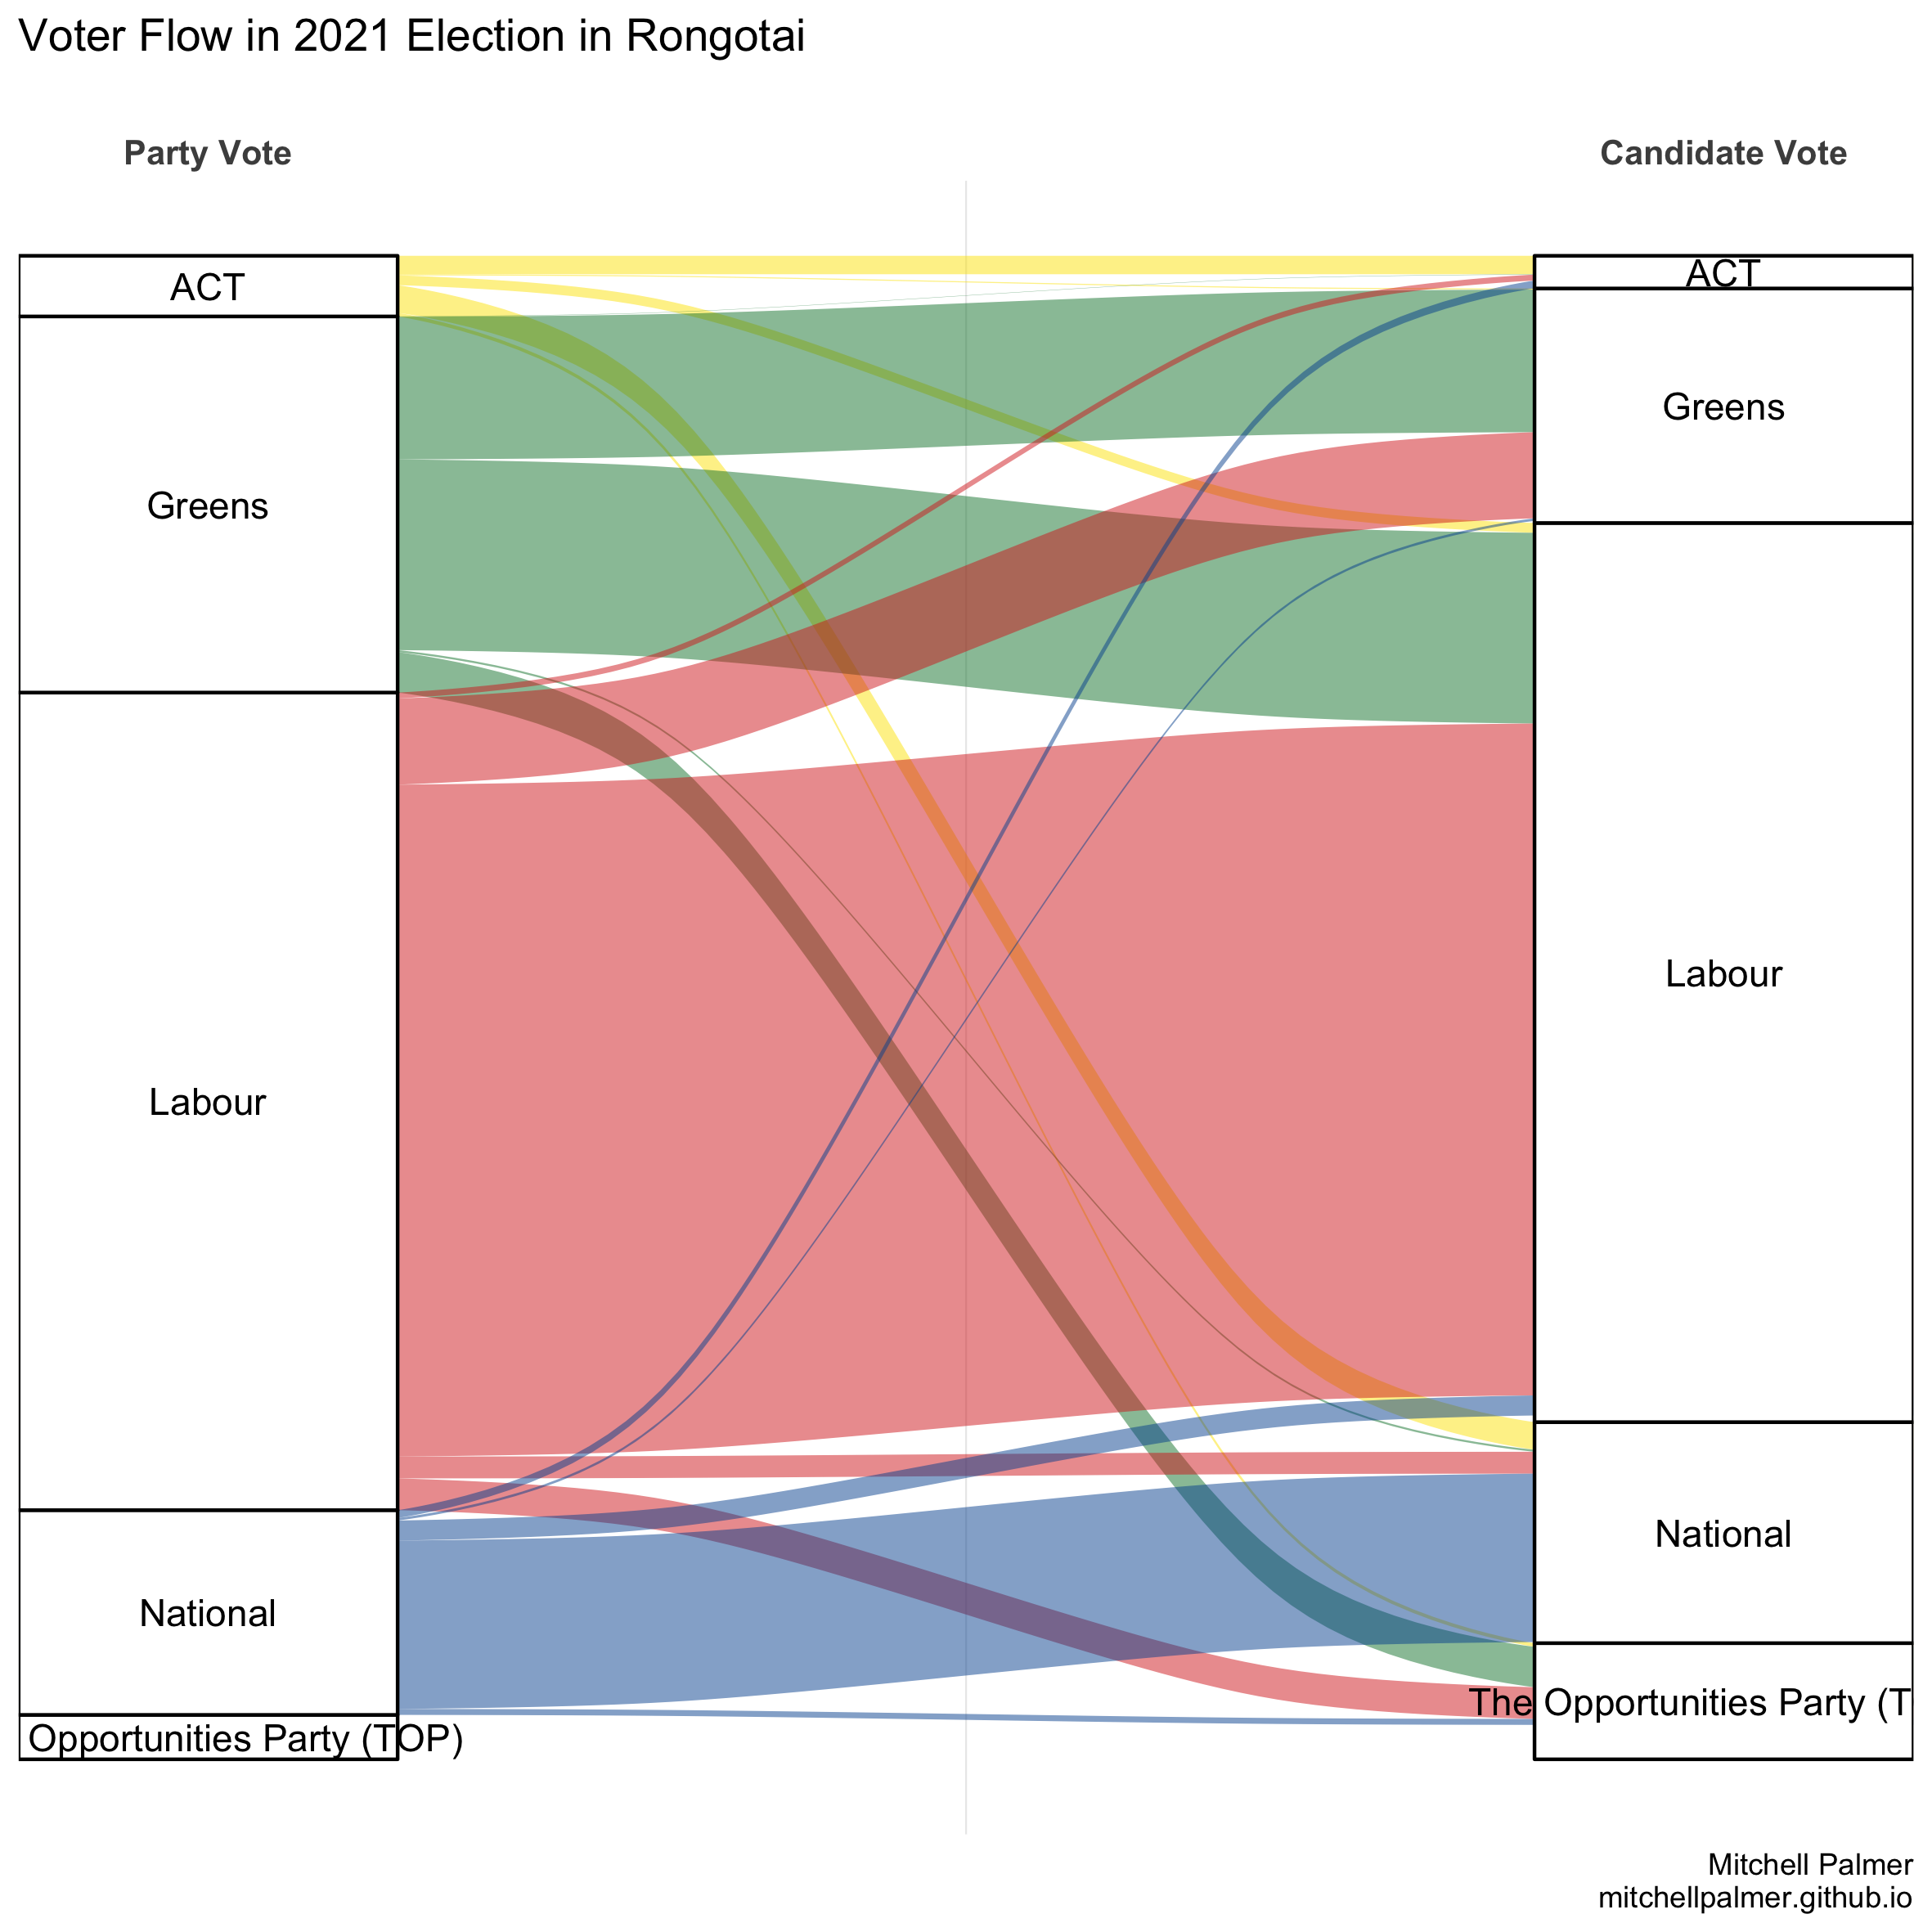 Voter Flow in 2021 Election in Rongotai
Party Vote
Candidate Vote
ACT
Greens
Labour
National
Opportunities Party (TOP)
ACT
Greens
Labour
National
The Opportunities Party (T
Mitchell Palmer
mitchellpalmer.github.io